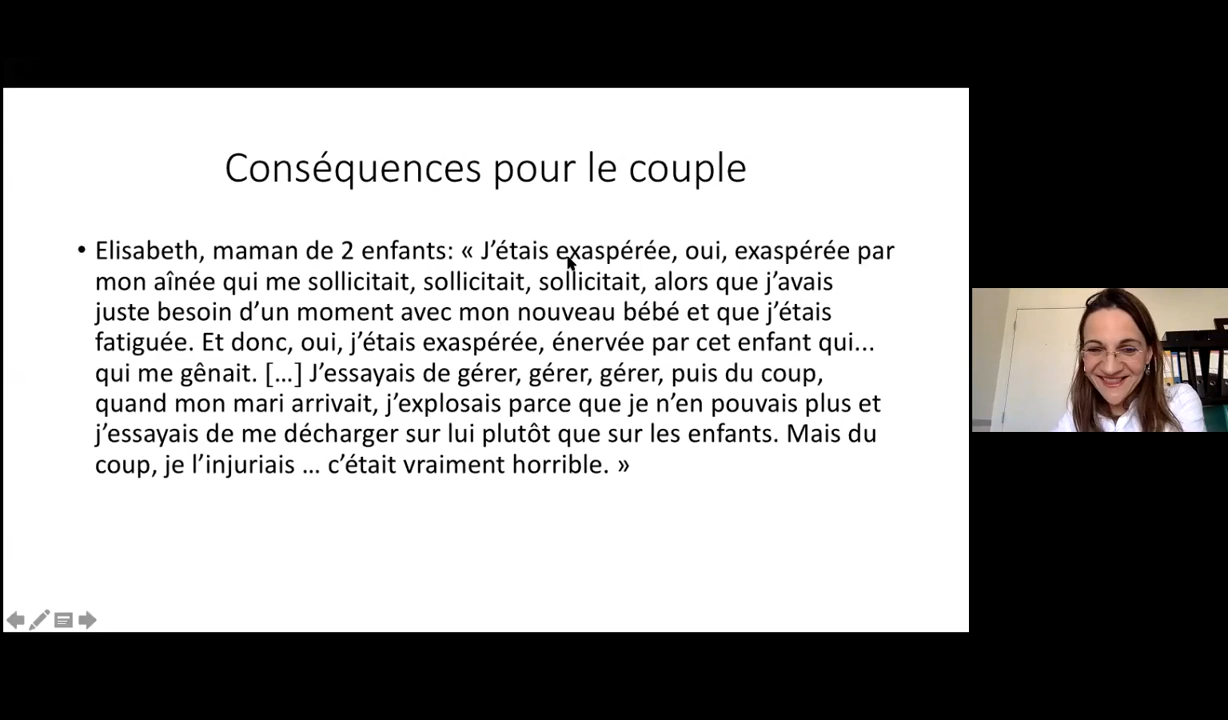 Conséquences pour le couple
• Elisabeth, maman de 2 enfants: « J’étais exaspérée, oui, exaspérée par
mon aînée qui me sollicitait, sollicitait, sollicitait, alors que j’avais
juste besoin d’un moment avec mon nouveau bébé et que j’étais
fatiguée. Et donc, oui, j’étais exaspérée, énervée par cet enfant qui...
qui me gênait. […] J’essayais de gérer, gérer, gérer, puis du coup,
quand mon mari arrivait, j’explosais parce que je n’en pouvais plus et
j’essayais de me décharger sur lui plutôt que sur les enfants. Mais du
coup, je l’injuriais … c’était vraiment horrible. »